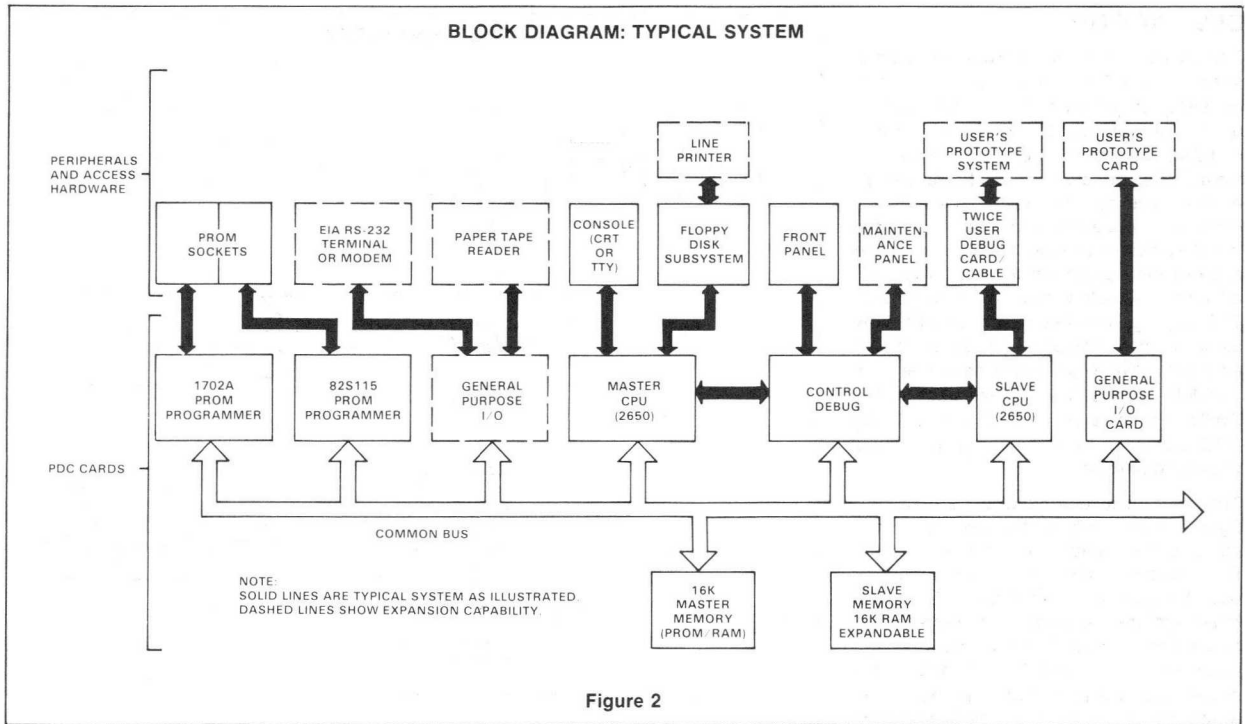 BLOCK DIAGRAM: TYPICAL SYSTEM
PERIPHERALS
AND ACCESS
HARDWARE
LINE
PRINTER
USER'S
PROTOTYPE
SYSTEM
USER'S
PROTOTYPE
CARD
PROM
SOCKETS
EIA RS-232
TERMINAL
OR MODEM
PAPER TAPE
READER
CONSOLE
(CRT
OR
TTY)
FLOPPY
DISK
SUBSYSTEM
FRONT
PANEL
MAINTEN
ANCE
PANEL
TWICE
USER
DEBUG
CARD/
CABLE
PDC CARDS
1702A
PROM
PROGRAMMER
82S115
PROM
PROGRAMMER
GENERAL
PURPOSE
I/O
MASTER
CPU
(2650)
CONTROL
DEBUG
SLAVE
CPU
(2650)
GENERAL
PURPOSE
I/O
CARD
COMMON BUS
NOTE:
SOLID LINES ARE TYPICAL SYSTEM AS ILLUSTRATED.
DASHED LINES SHOW EXPANSION CAPABILITY.
16K
MASTER
MEMORY
(PROM/RAM)
SLAVE
MEMORY
16K RAM
EXPANDABLE
Figure 2